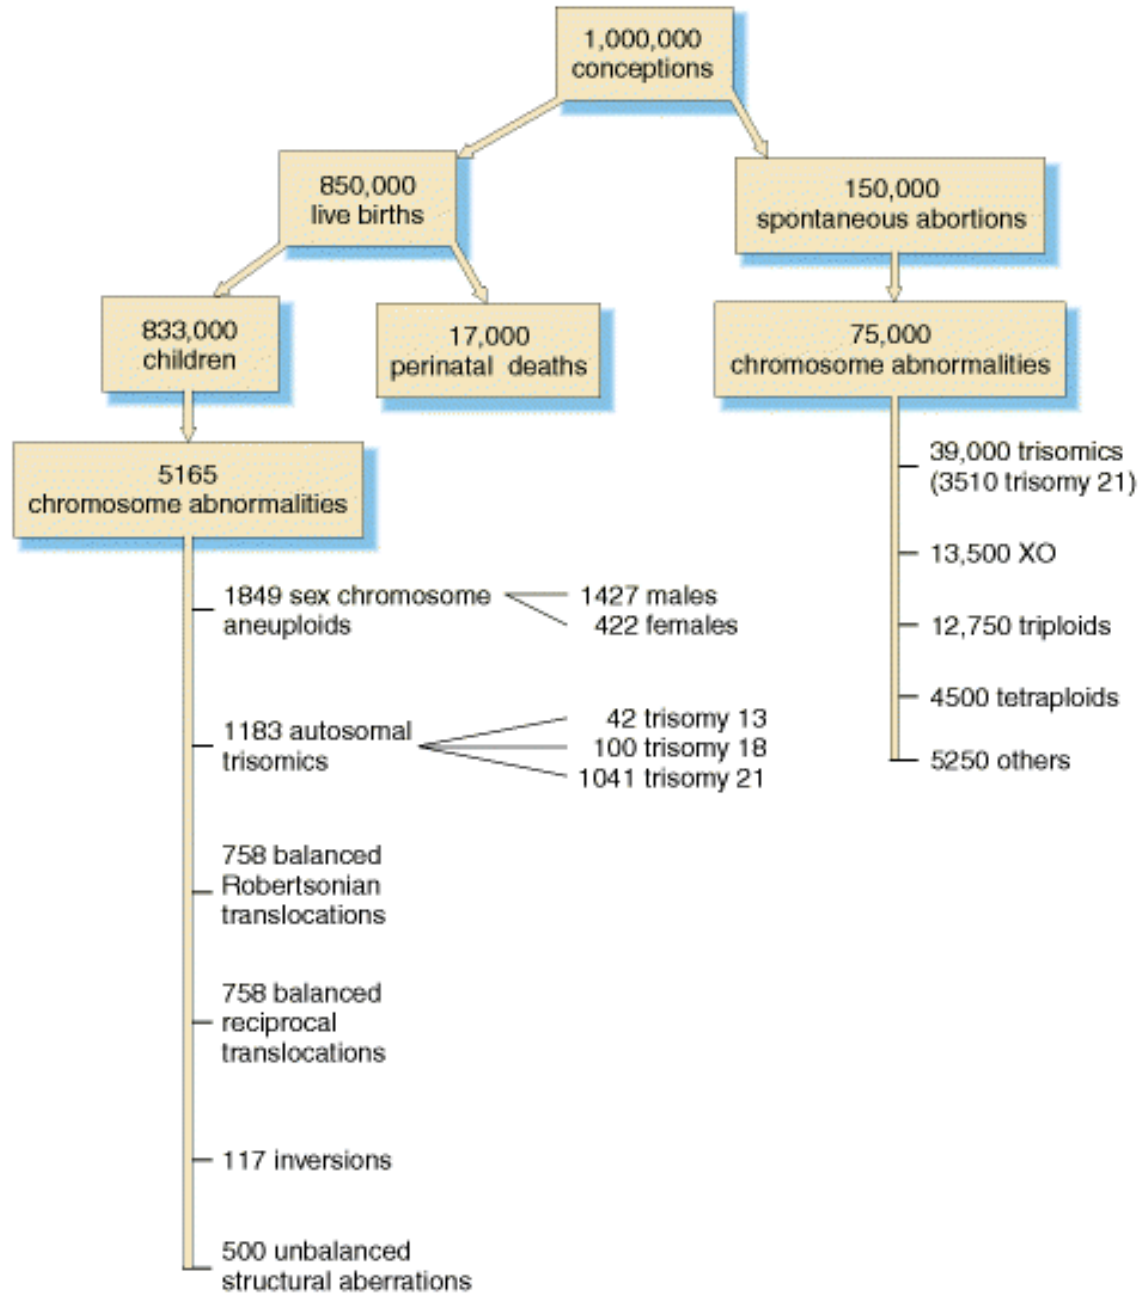 1,000,000
conceptions
850,000
live births
150,000
spontaneous abortions
833,000
children
17,000
perinatal deaths
75,000
chromosome abnormalities
5165
chromosome abnormalities
1849 sex chromosome
aneuploids
1427 males
422 females
1183 autosomal
trisomics
42 trisomy 13
100 trisomy 18
1041 trisomy 21
758 balanced
Robertsonian
translocations
758 balanced
reciprocal
translocations
117 inversions
500 unbalanced
structural aberrations
39,000 trisomics
(3510 trisomy 21)
13,500 XO
12,750 triploids
4500 tetraploids
5250 others